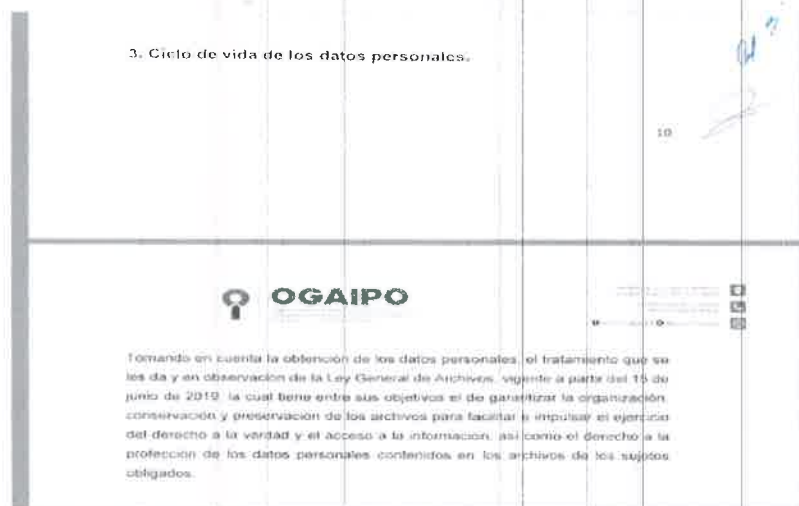 3. Ciclo de vida de los datos personales.
10
OGAIPO
Tomando en cuenta la obtención de los datos personales, el tratamiento que se
les da y en observación de la Ley General de Archivos, vigente a partir del 15 de
junio de 2019, la cual tiene entre sus objetivos el de garantizar la organización,
conservación y preservación de los archivos para facilitar e impulsar el ejercicio
del derecho a la verdad y el acceso a la información, así como el derecho a la
protección de los datos personales contenidos en los archivos de los sujetos
obligados.